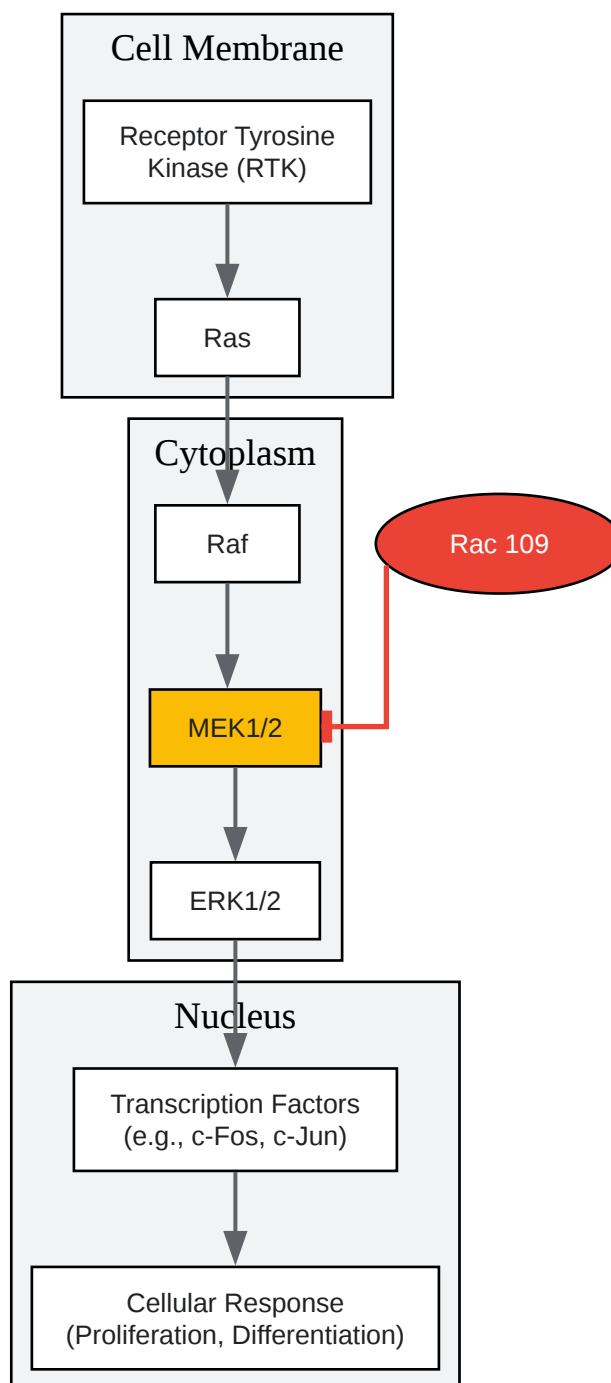 Cell Membrane
Receptor Tyrosine
Kinase (RTK)
Ras
Cytoplasm
Raf
Rac 109
MEK1/2
ERK1/2
Nucleus
Transcription Factors
(e.g., c-Fos, c-Jun)
Cellular Response
(Proliferation, Differentiation)